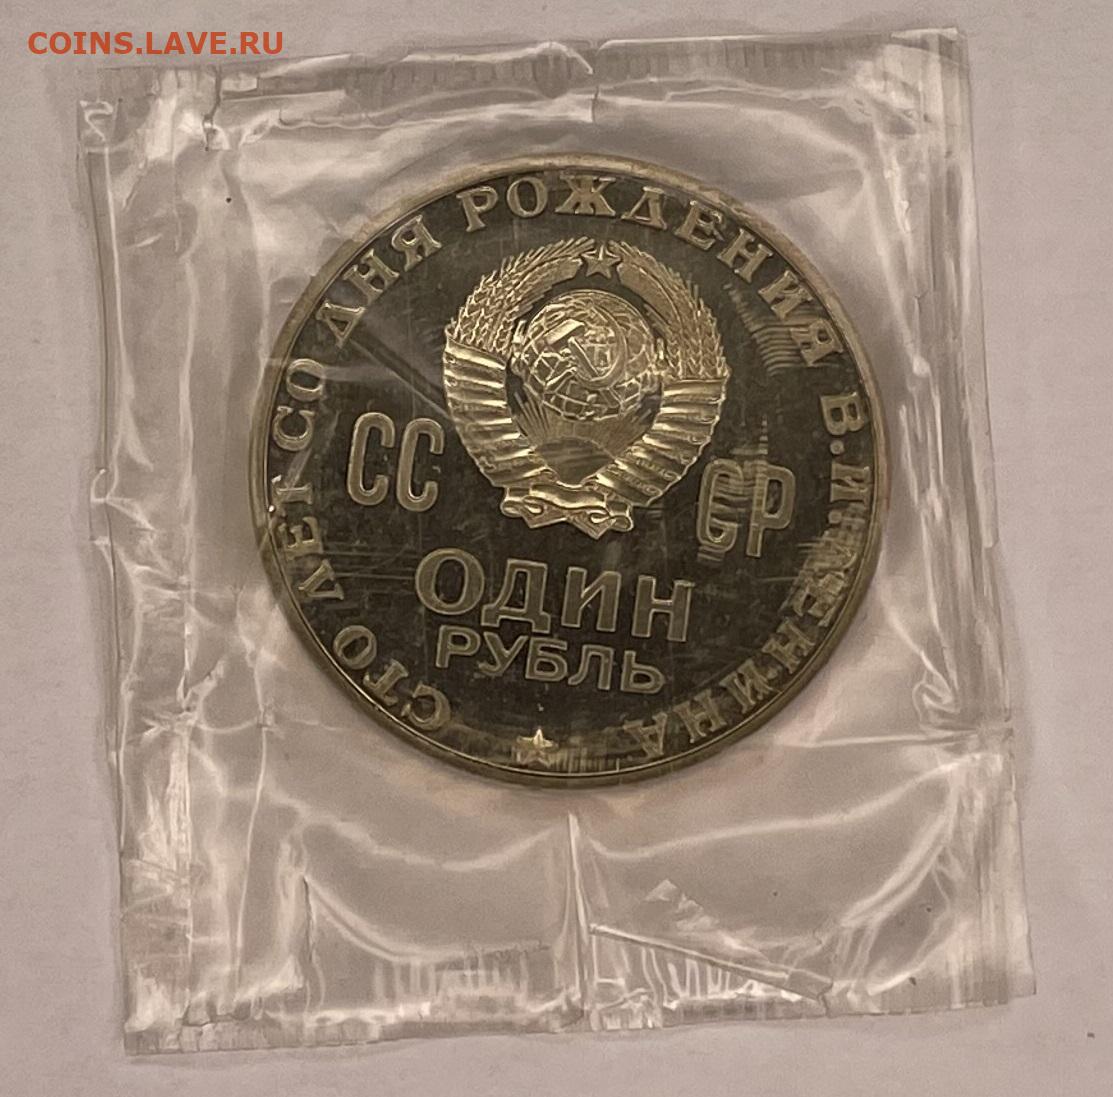 COINS.LAVE.RU
СТО ЛЕТ СО ДНЯ РОЖДЕНИЯ В.И.ЛЕНИНА
СС СР
ОДИН
РУБЛЬ